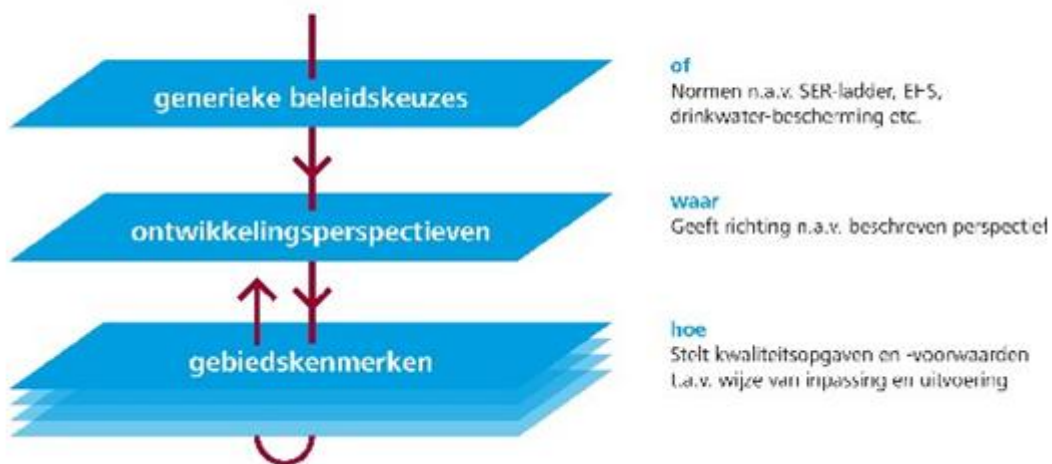 generieke beleidskeuzes
of
Normen n.a.v. SER-ladder, EHS,
drinkwater-bescherming etc.
ontwikkelingsperspectieven
waar
Geeft richting n.a.v. beschreven perspectief
gebiedskenmerken
hoe
Stelt kwaliteitsopgaven en -voorwaarden
t.a.v. wijze van inpassing en uitvoering